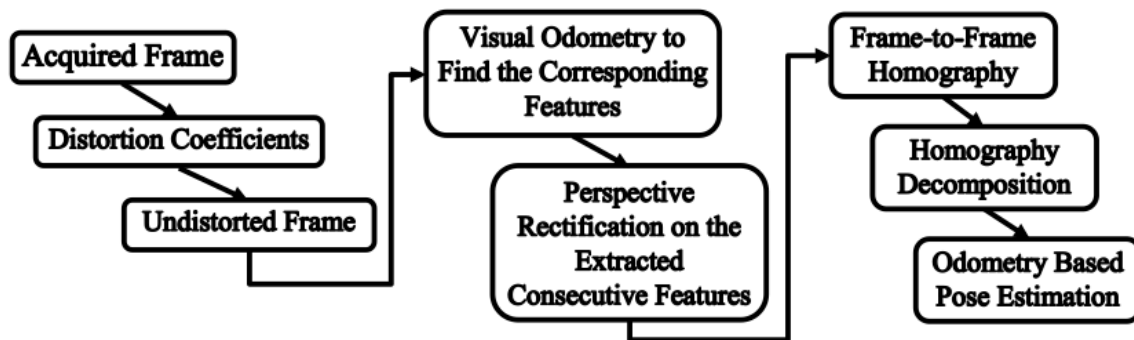 Acquired Frame
Distortion Coefficients
Undistorted Frame
Visual Odometry to
Find the Corresponding
Features
Perspective
Rectification on the
Extracted
Consecutive Features
Frame-to-Frame
Homography
Homography
Decomposition
Odometry Based
Pose Estimation